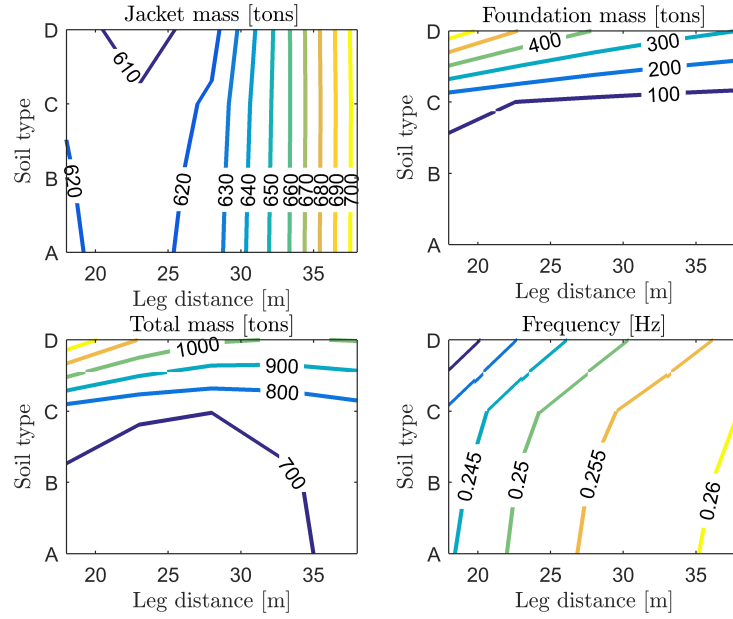 Jacket mass [tons]
D
C
B
A
Soil type
610
620
620
630
640
650
660
670
680
690
700
20
25
30
35
Leg distance [m]
Foundation mass [tons]
D
C
B
A
Soil type
400
300
200
100
20
25
30
35
Leg distance [m]
Total mass [tons]
D
C
B
A
Soil type
1000
900
800
700
20
25
30
35
Leg distance [m]
Frequency [Hz]
D
C
B
A
Soil type
0.245
0.25
0.255
0.26
20
25
30
35
Leg distance [m]